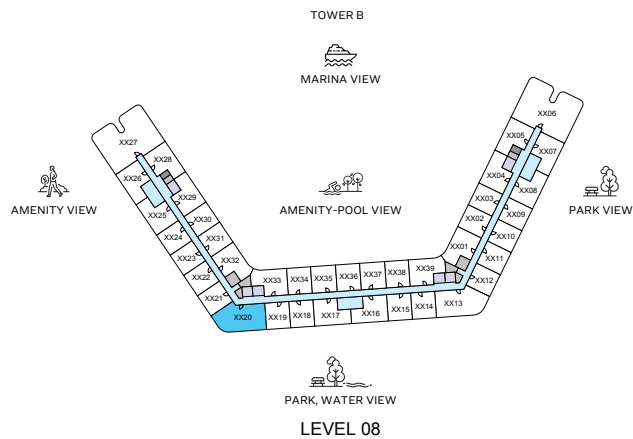 TOWER B
MARINA VIEW
XX06
XX27
XX05
XX28
XX07
XX26
XX04
XX08
XX29
XX03
AMENITY VIEW
AMENITY-POOL VIEW
PARK VIEW
XX25
XX30
XX02
XX09
XX24
XX31
XX10
XX23
XX32
XX01
XX11
XX22
XX33
XX34
XX35
XX36
XX37
XX38
XX39
XX12
XX21
XX20
XX19
XX18
XX17
XX16
XX15
XX14
XX13
PARK, WATER VIEW
LEVEL 08